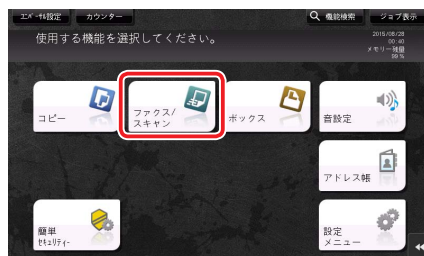 ｴﾝﾊﾟｰｻﾙ設定 カウンター 機能検索 ジョブ表示
使用する機能を選択してください。
2015/08/28
00:40
メモリー残量
99 %
コピー
ファクス/
スキャン
ボックス
音設定
アドレス帳
簡単
ｾｷｭﾘﾃｨｰ
設定
メニュー